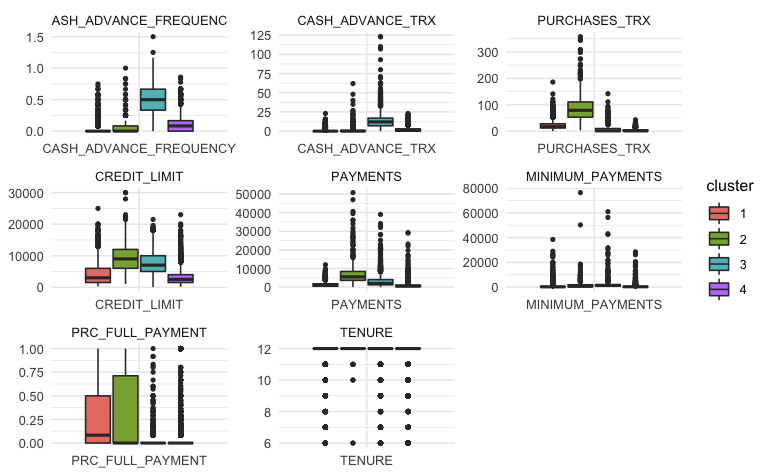 ASH_ADVANCE_FREQUENC
CASH_ADVANCE_TRX
PURCHASES_TRX
1.5
1.0
0.5
0.0
125
100
75
50
25
0
300
200
100
0
CASH_ADVANCE_FREQUENCY
CASH_ADVANCE_TRX
PURCHASES_TRX
CREDIT_LIMIT
PAYMENTS
MINIMUM_PAYMENTS
30000
20000
10000
0
50000
40000
30000
20000
10000
0
80000
60000
40000
20000
0
CREDIT_LIMIT
PAYMENTS
MINIMUM_PAYMENTS
PRC_FULL_PAYMENT
TENURE
1.00
0.75
0.50
0.25
0.00
12
10
8
6
PRC_FULL_PAYMENT
TENURE
cluster
1
2
3
4